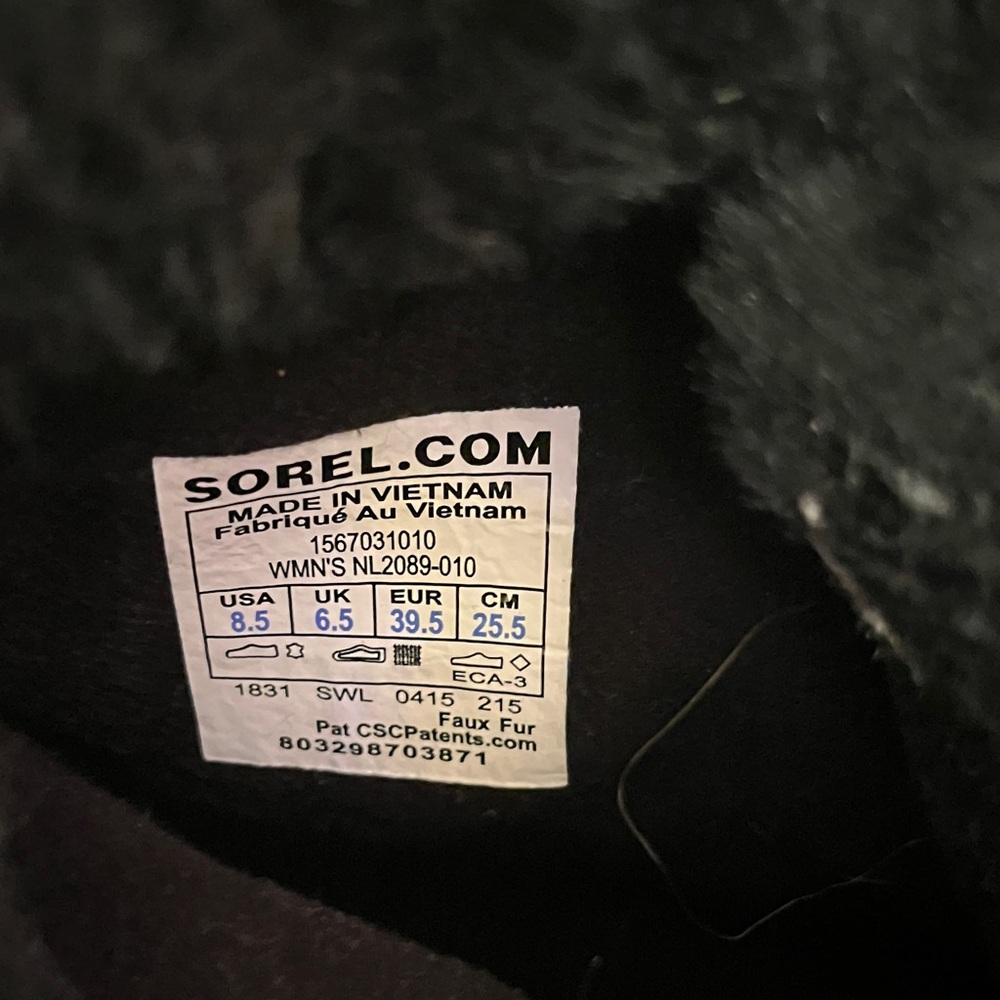 SOREL.COM
MADE IN VIETNAM
Fabriqué Au Vietnam
1567031010
WMN'S NL2089-010
USA UK EUR CM
8.5 6.5 39.5 25.5
ECA-3
1831 SWL 0415 215
Faux Fur
Pat CSCPatents.com
803298703871